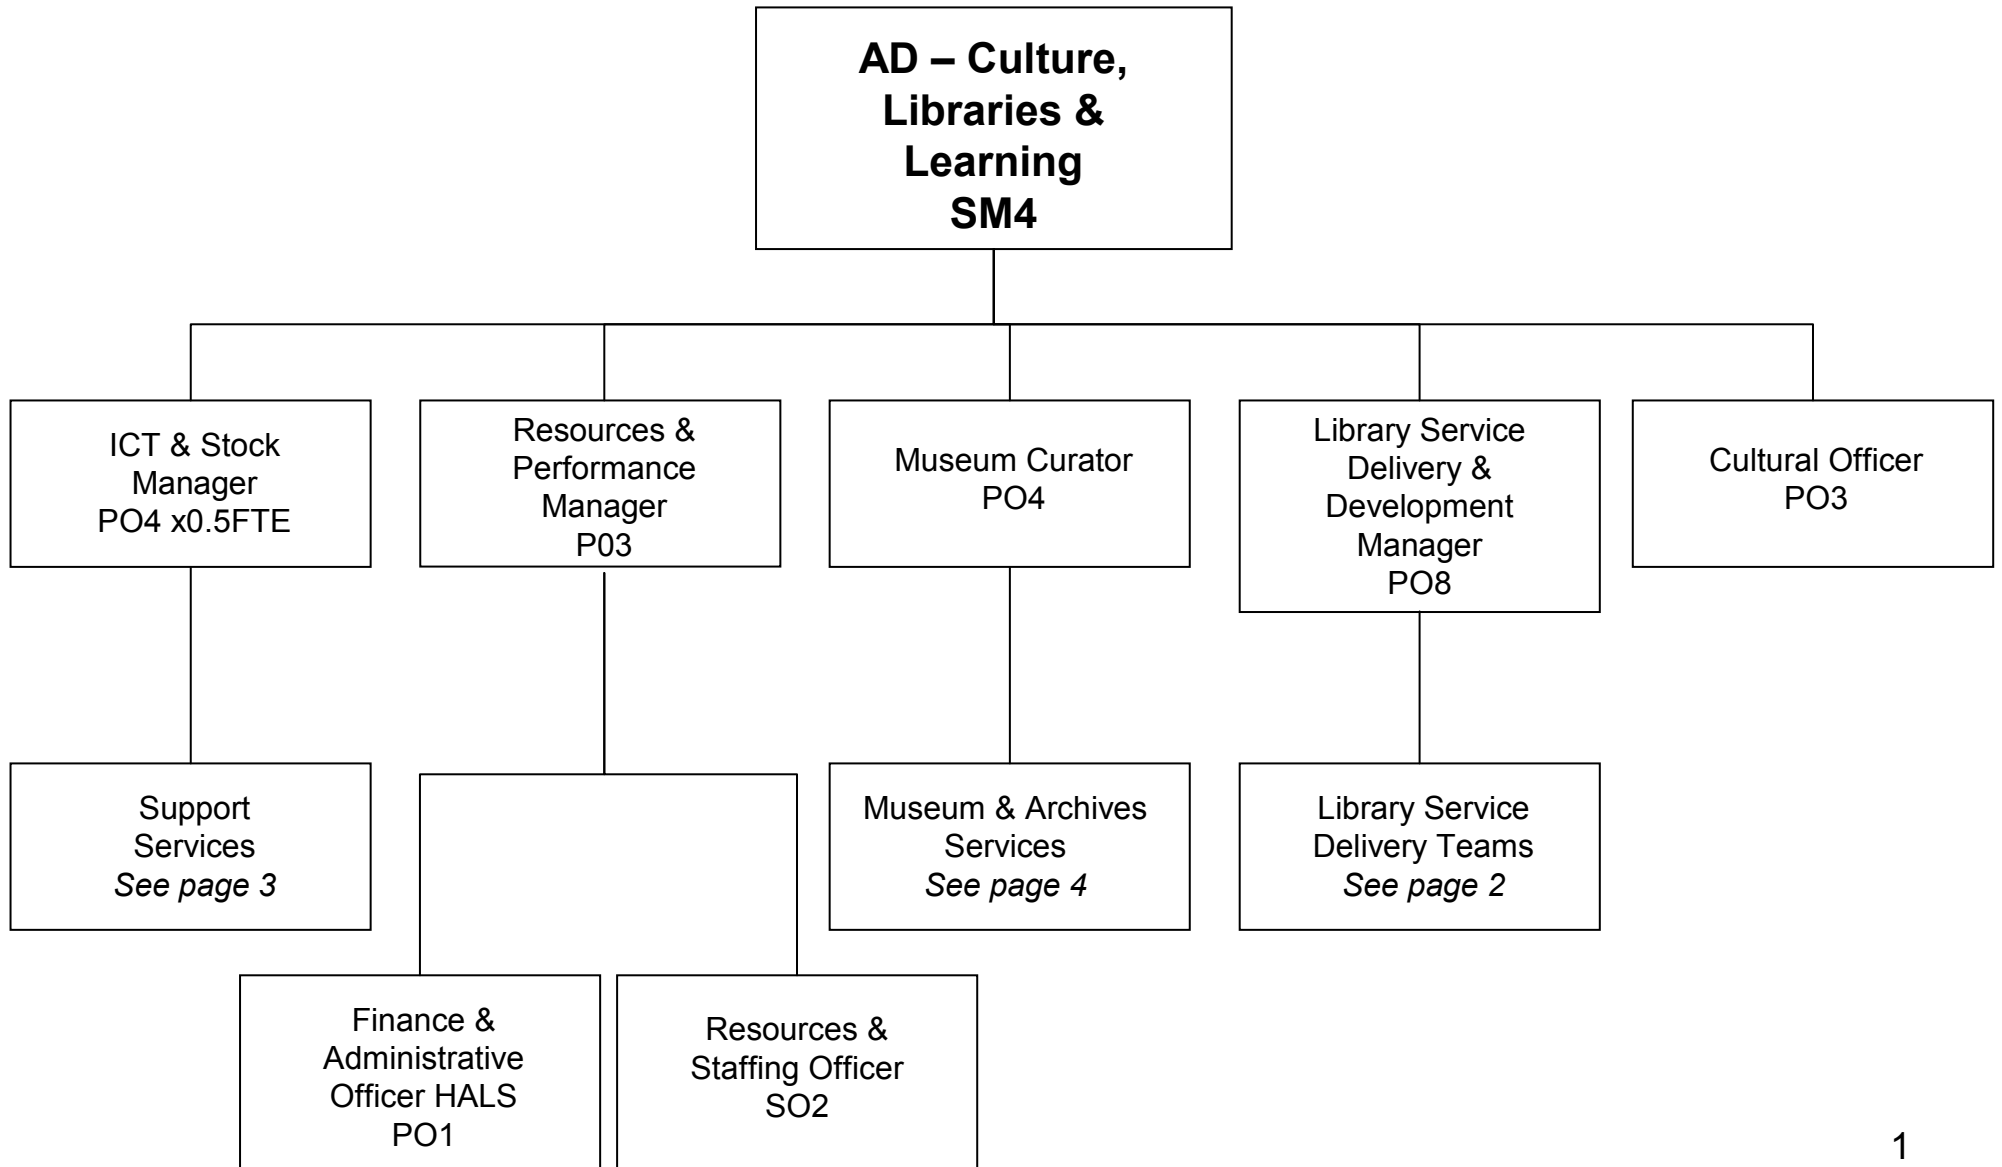 AD – Culture,
Libraries &
Learning
SM4
ICT & Stock
Manager
PO4 x0.5FTE
Resources &
Performance
Manager
P03
Museum Curator
PO4
Library Service
Delivery &
Development
Manager
PO8
Cultural Officer
PO3
Support
Services
See page 3
Museum & Archives
Services
See page 4
Library Service
Delivery Teams
See page 2
Finance &
Administrative
Officer HALS
PO1
Resources &
Staffing Officer
SO2
1